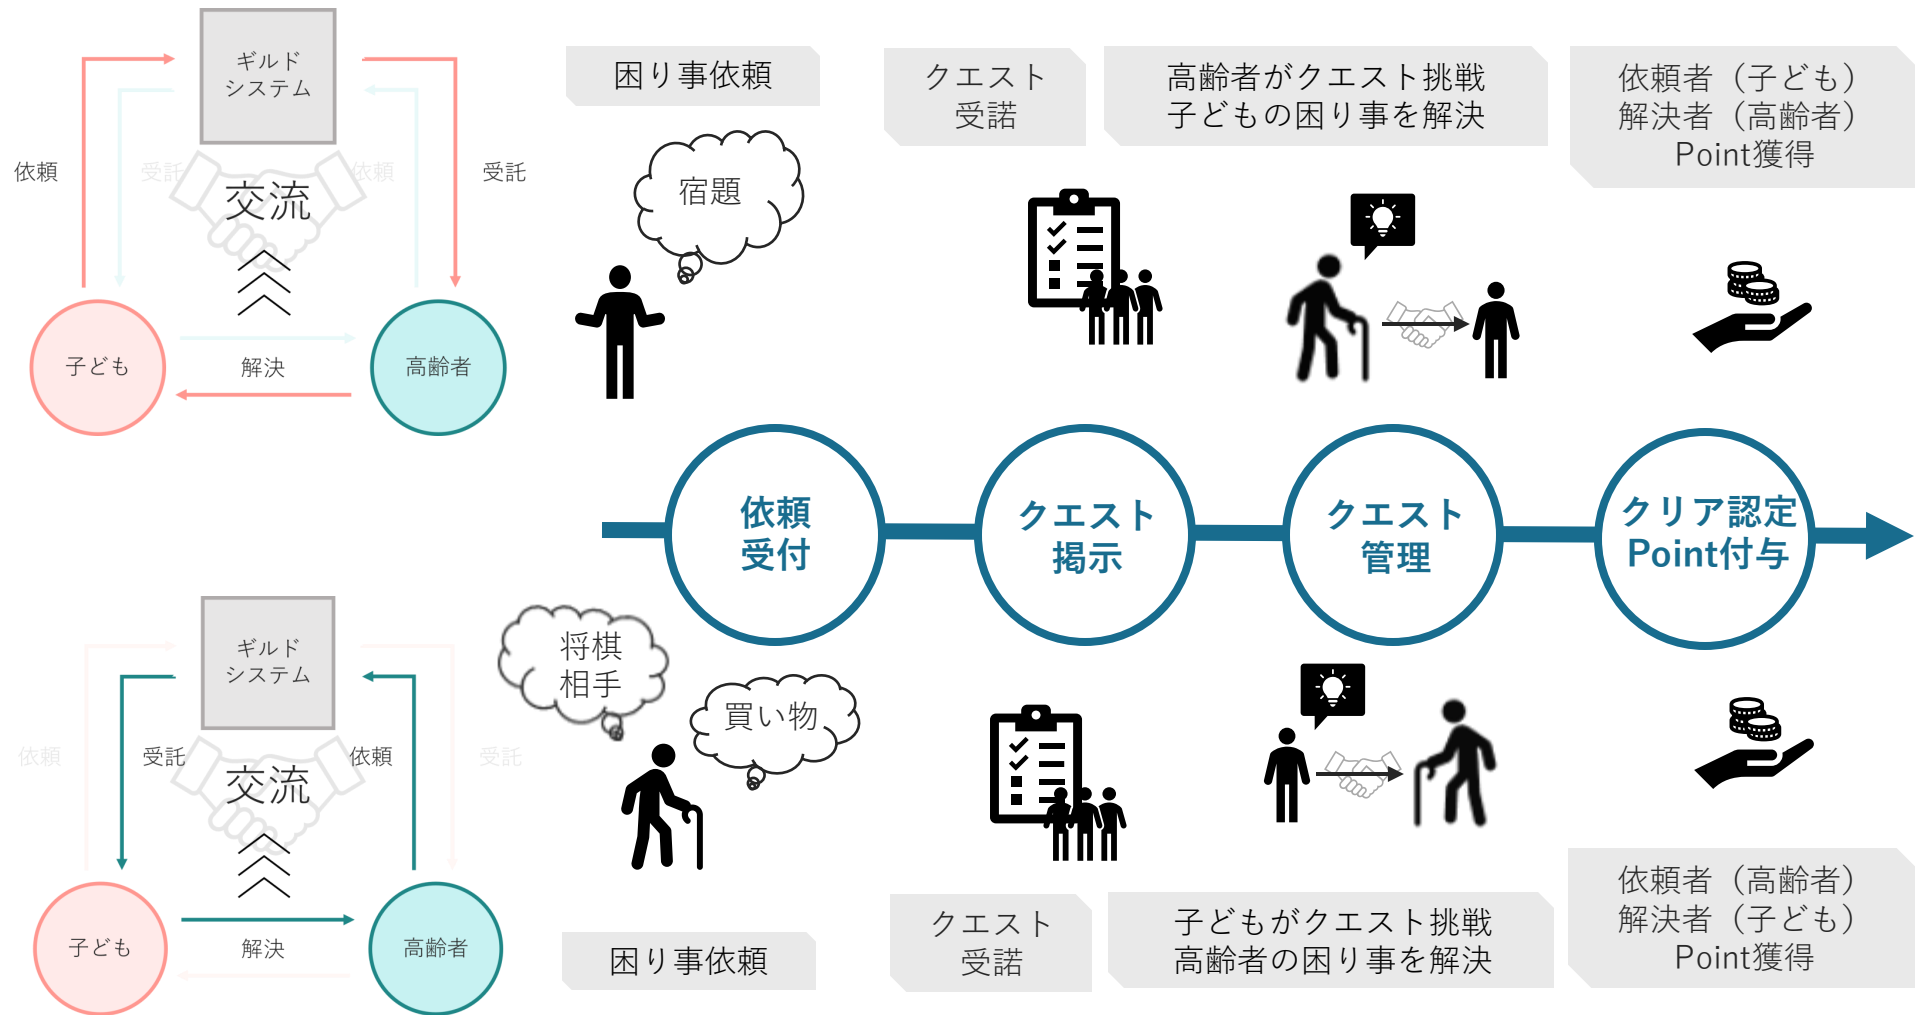 ギルド
システム
依頼
受託
交流
依頼
受託
子ども
解決
高齢者
困り事依頼
宿題
クエスト
受諾
高齢者がクエスト挑戦
子どもの困り事を解決
依頼者（子ども）
解決者（高齢者）
Point獲得
依頼
受付
クエスト
掲示
クエスト
管理
クリア認定
Point付与
ギルド
システム
依頼
受託
交流
依頼
受託
子ども
解決
高齢者
将棋
相手
買い物
困り事依頼
クエスト
受諾
子どもがクエスト挑戦
高齢者の困り事を解決
依頼者（高齢者）
解決者（子ども）
Point獲得